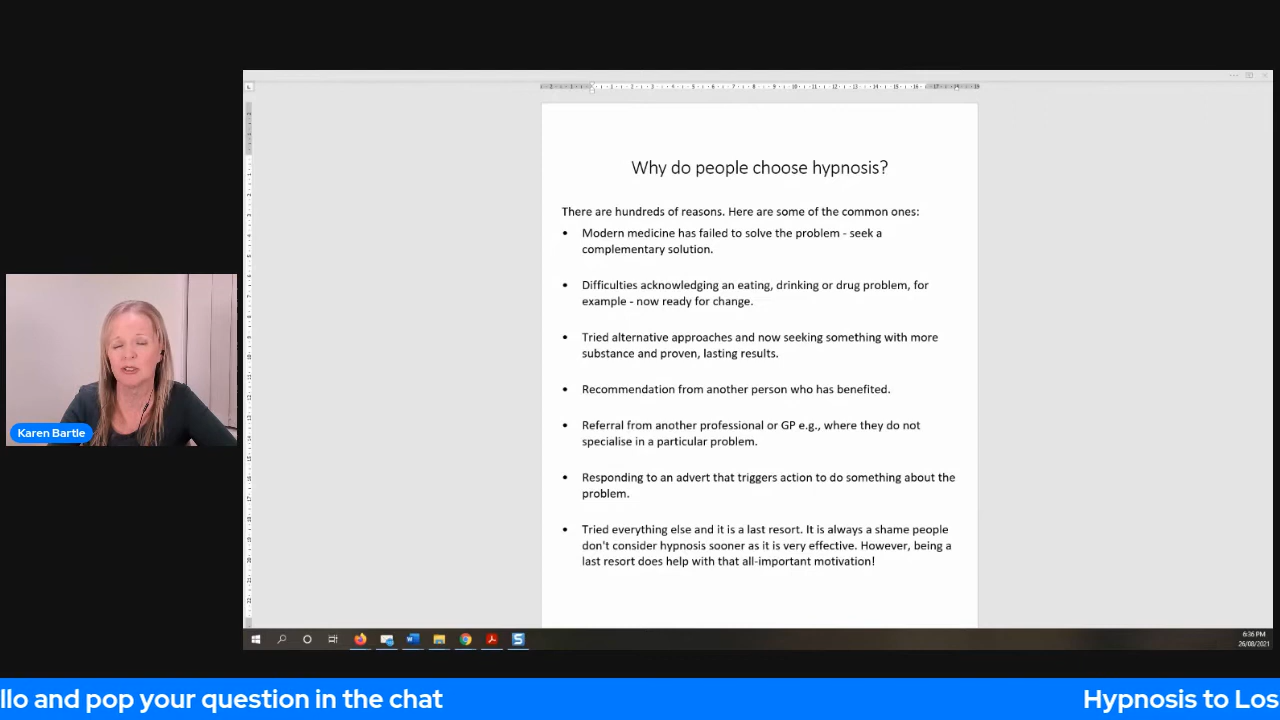 Why do people choose hypnosis?
There are hundreds of reasons. Here are some of the common ones:
• Modern medicine has failed to solve the problem - seek a
complementary solution.
• Difficulties acknowledging an eating, drinking or drug problem, for
example - now ready for change.
• Tried alternative approaches and now seeking something with more
substance and proven, lasting results.
• Recommendation from another person who has benefited.
• Referral from another professional or GP e.g., where they do not
specialise in a particular problem.
• Responding to an advert that triggers action to do something about the
problem.
• Tried everything else and it is a last resort. It is always a shame people
don't consider hypnosis sooner as it is very effective. However, being a
last resort does help with that all-important motivation!
Karen Bartle
6:36 PM
26/08/2021
llo and pop your question in the chat
Hypnosis to Los